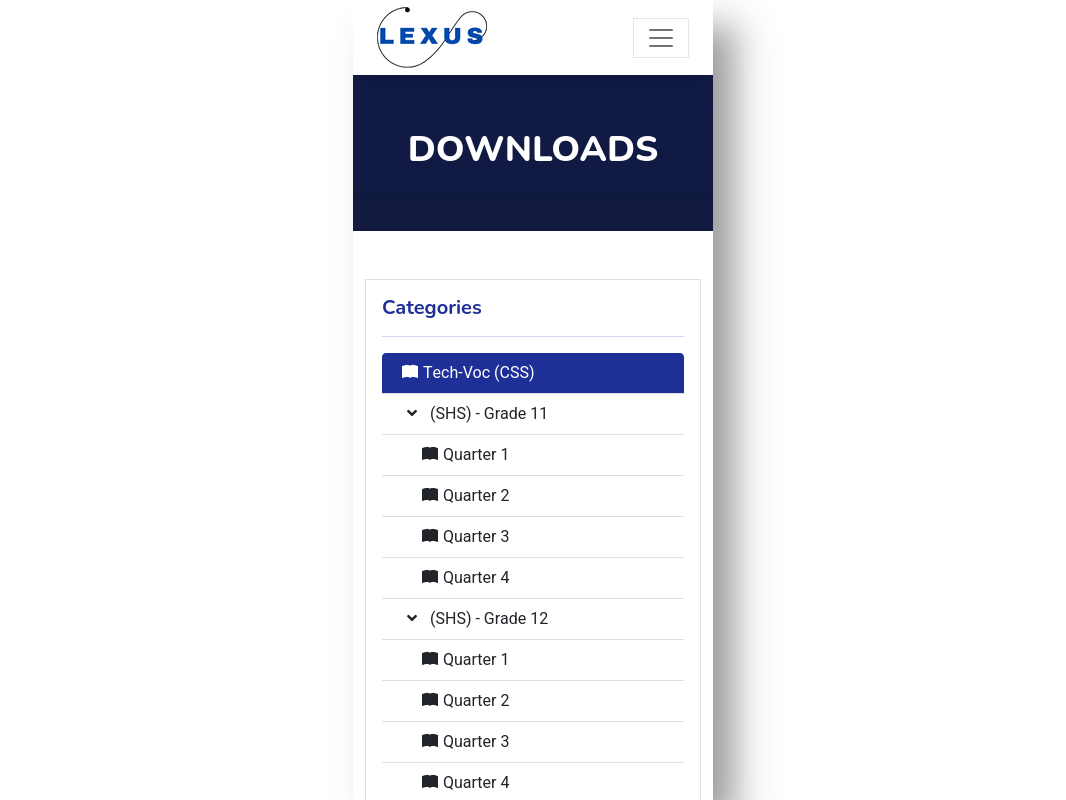 LEXUS
DOWNLOADS
Categories
Tech-Voc (CSS)
(SHS) - Grade 11
Quarter 1
Quarter 2
Quarter 3
Quarter 4
(SHS) - Grade 12
Quarter 1
Quarter 2
Quarter 3
Quarter 4